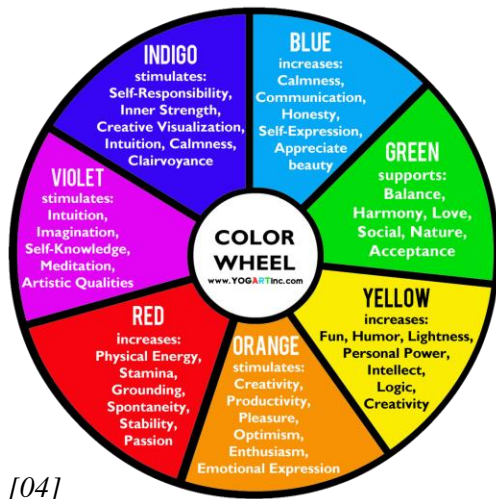 INDIGO
stimulates:
Self-Responsibility,
Inner Strength,
Creative Visualization,
Intuition, Calmness,
Clairvoyance
BLUE
increases:
Calmness,
Communication,
Honesty,
Self-Expression,
Appreciate
beauty
GREEN
supports:
Balance,
Harmony, Love,
Social, Nature,
Acceptance
VIOLET
stimulates:
Intuition,
Imagination,
Self-Knowledge,
Meditation,
Artistic Qualities
COLOR
WHEEL
www.YOGARTinc.com
YELLOW
increases:
Fun, Humor, Lightness,
Personal Power,
Intellect,
Logic,
Creativity
RED
increases:
Physical Energy,
Stamina,
Grounding,
Spontaneity,
Stability,
Passion
ORANGE
stimulates:
Creativity,
Productivity,
Pleasure,
Optimism,
Enthusiasm,
Emotional Expression
[04]